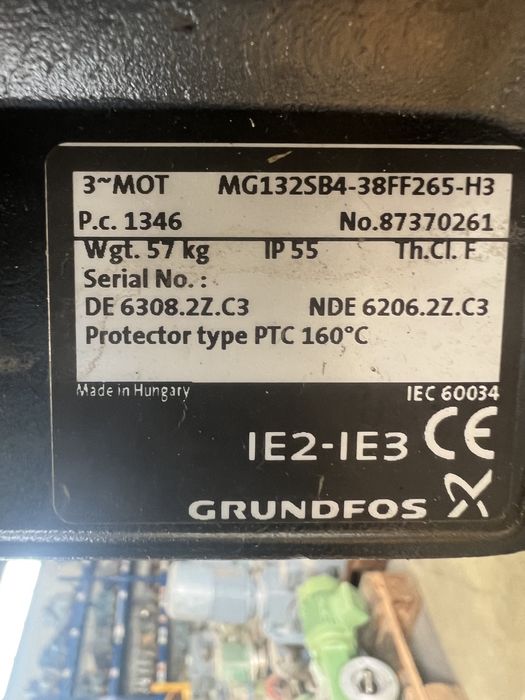 3~MOT MG132SB4-38FF265-H3
P.c. 1346 No.87370261
Wgt. 57 kg IP 55 Th.Cl. F
Serial No. :
DE 6308.2Z.C3 NDE 6206.2Z.C3
Protector type PTC 160°C
Made in Hungary IEC 60034
IE2-IE3 CE
GRUNDFOS